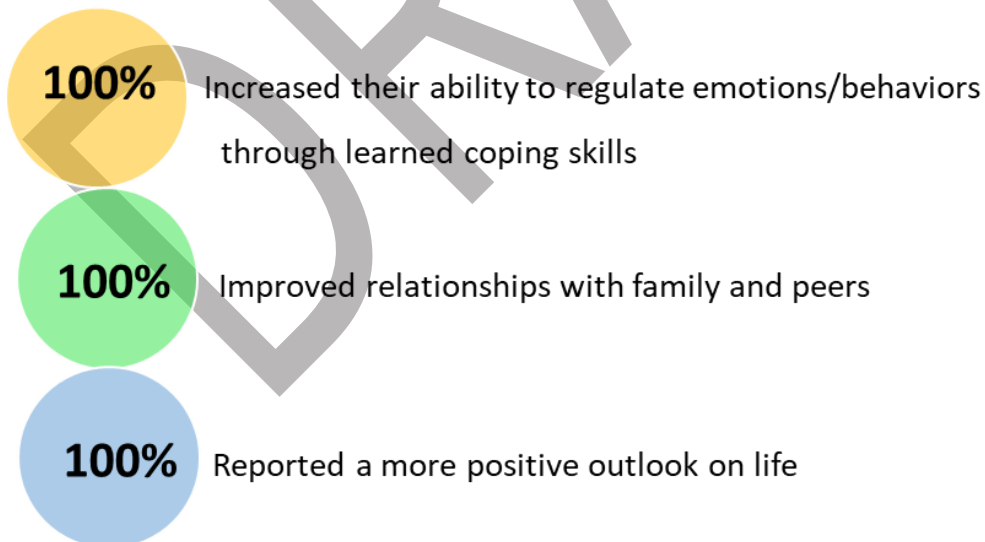 100% Increased their ability to regulate emotions/behaviors
through learned coping skills
100% Improved relationships with family and peers
100% Reported a more positive outlook on life